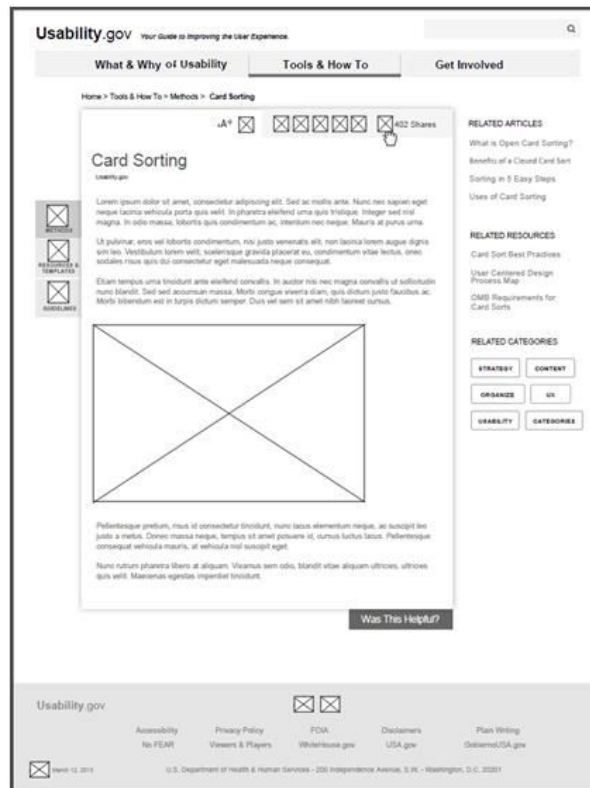 Usability.gov Your Guide to Improving the User Experience.
What & Why of Usability Tools & How To Get Involved
Home > Tools & How To > Methods > Card Sorting
402 Shares
Card Sorting
Usability.gov
Lorem ipsum dolor sit amet, consectetur adipiscing elit. Sed ac mollis ante. Nunc nec sapien eget
neque lacinia vehicula porta quis velit. In pharetra eleifend urna quis tristique. Integer sed nisl
magna. In odio massa, lobortis quis condimentum ac, interdum nec neque. Mauris at purus urna.
Ut pulvinar, eros vel lobortis condimentum, nisi justo venenatis elit, non lacinia lorem augue dignis
sim leo. Vestibulum lorem velit, scelerisque gravida placerat eu, condimentum vitae lectus, onec
sodales risus quis dui consectetur eget malesuada neque consequat.
Etiam tempus urna tincidunt ante eleifend convallis. In auctor nisi nec magna convallis ut sollicitudin
nunc blandit. Sed sed accumsan massa. Morbi congue viverra diam, quis dictum justo faucibus ac.
Morbi bibendum est in turpis dictum semper. Duis vel sem sit amet nibh laoreet cursus.
METHODS
RESOURCES &
TEMPLATES
GUIDELINES
Pellentesque pretium, risus id consectetur tincidunt, nunc lacus elementum neque, ac suscipit leo
justo a metus. Donec massa neque, tempus sit amet posuere id, cursus luctus lacus. Pellentesque
consequat vehicula mauris, at vehicula nisl suscipit eget.
Nunc rutrum pharetra libero at aliquam. Vivamus sem odio, blandit vitae aliquam ultricies, ultrices
quis velit. Maecenas egestas imperdiet tincidunt.
Was This Helpful?
RELATED ARTICLES
What is Open Card Sorting?
Benefits of a Closed Card Sort
Sorting in 5 Easy Steps
Uses of Card Sorting
RELATED RESOURCES
Card Sort Best Practices
User Centered Design
Process Map
OMB Requirements for
Card Sorts
RELATED CATEGORIES
STRATEGY CONTENT
ORGANIZE UX
USABILITY CATEGORIES
Usability.gov
Accessibility Privacy Policy FOIA Disclaimers Plain Writing
No FEAR Viewers & Players WhiteHouse.gov USA.gov GobiernoUSA.gov
March 12, 2013 U.S. Department of Health & Human Services - 200 Independence Avenue, S.W. - Washington, D.C. 20201